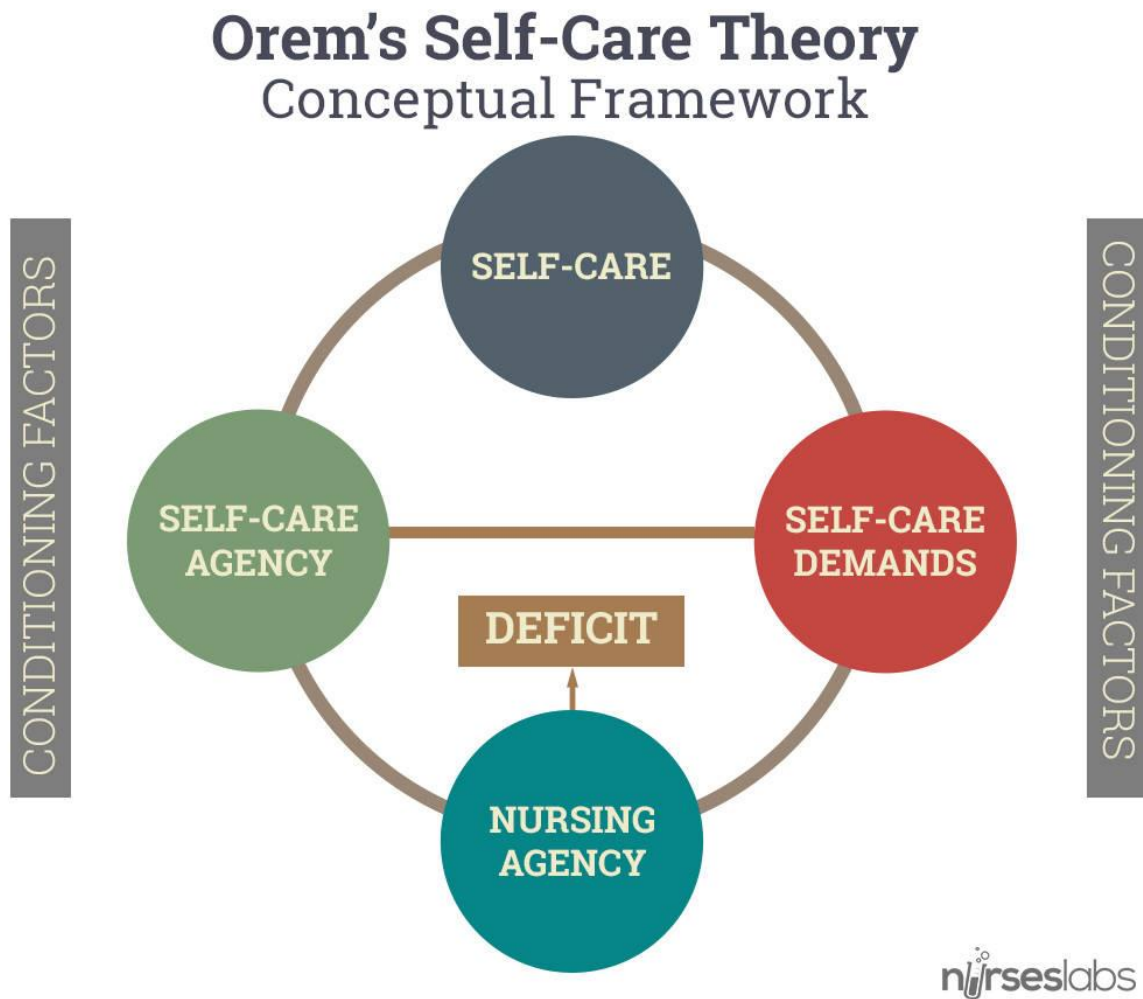 Orem's Self-Care Theory
Conceptual Framework
CONDITIONING FACTORS
SELF-CARE
CONDITIONING FACTORS
SELF-CARE
AGENCY
SELF-CARE
DEMANDS
DEFICIT
NURSING
AGENCY
nurseslabs